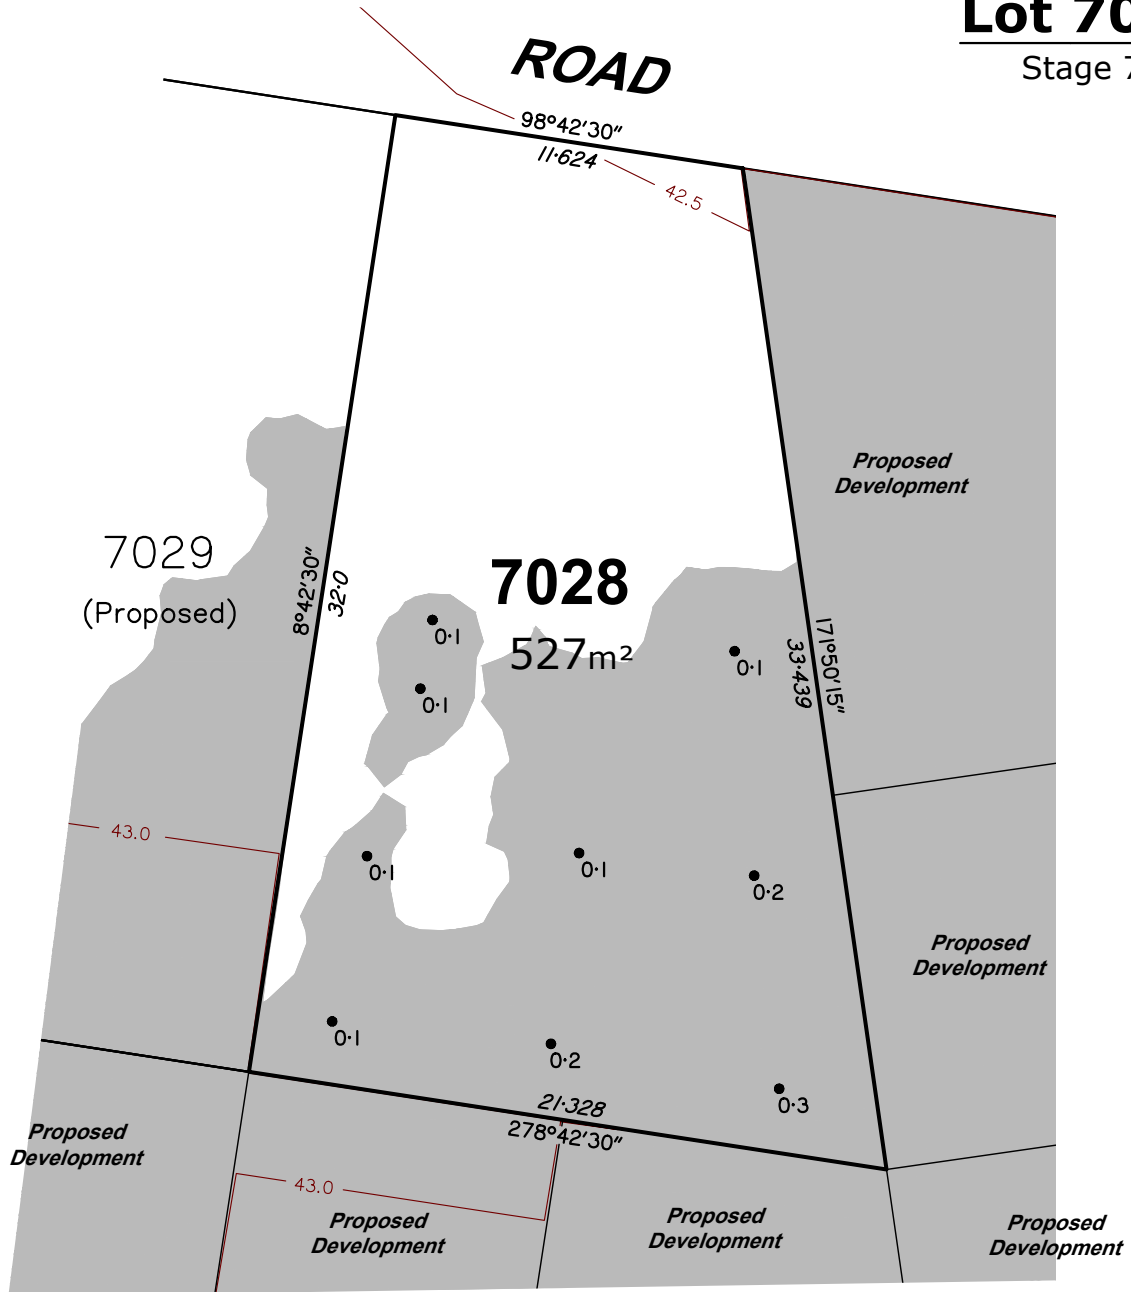 Lot 70
Stage 7
ROAD
98°42'30"
11·624
42.5
Proposed
Development
7029
(Proposed)
8°42'30"
32·0
7028
527m²
0·1
0·1
0·1
171°50'15"
33·439
43.0
0·1
0·1
0·2
Proposed
Development
0·1
0·2
0·3
21·328
278°42'30"
Proposed
Development
43.0
Proposed
Development
Proposed
Development
Proposed
Development